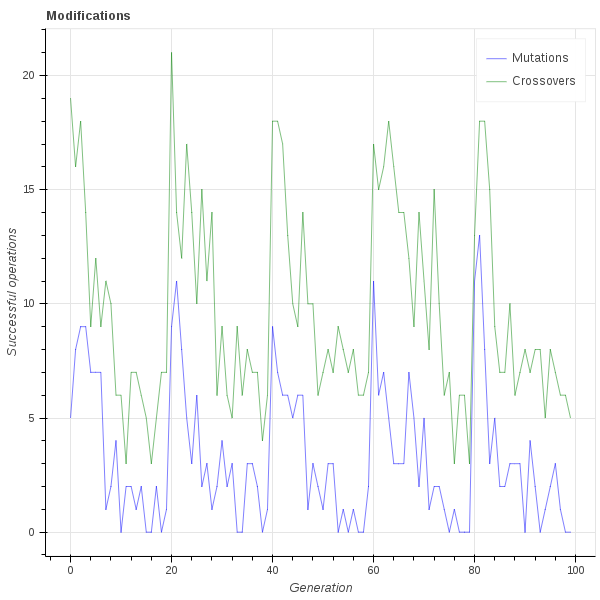 Modifications
Mutations
Crossovers
20
15
10
5
0
Successful operations
0 20 40 60 80 100
Generation